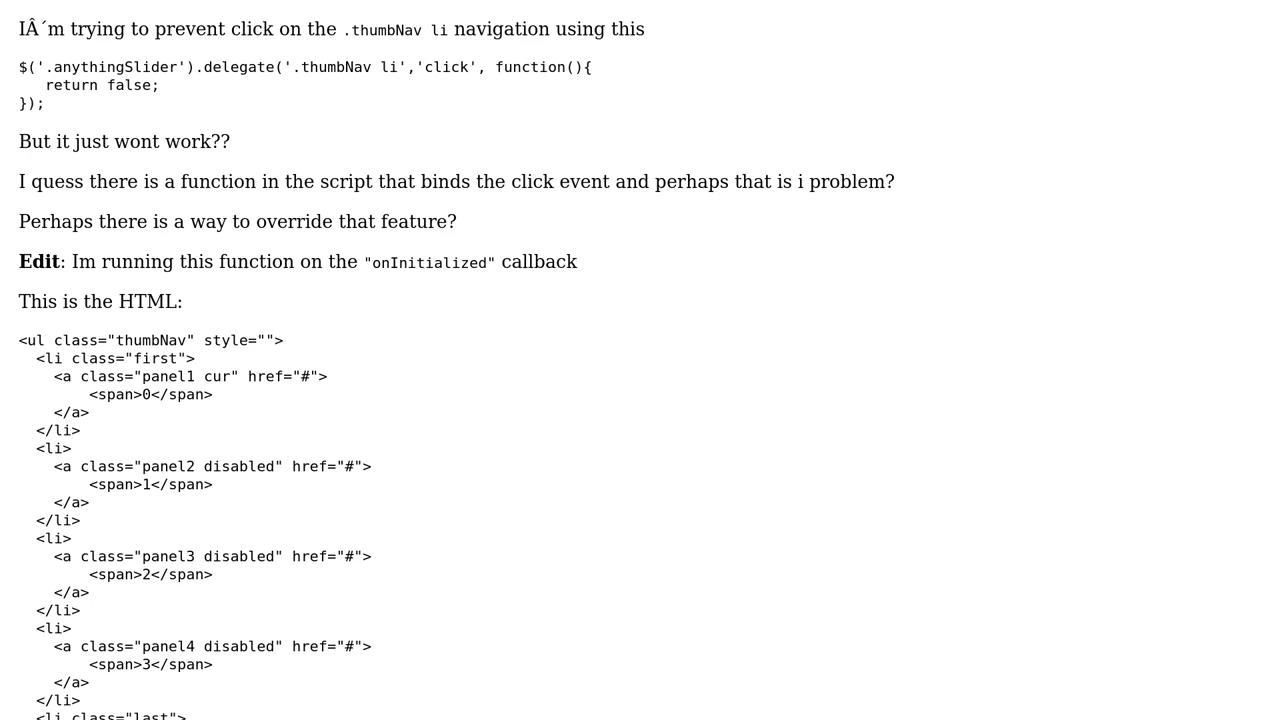 IÂ´m trying to prevent click on the .thumbNav li navigation using this
$('.anythingSlider').delegate('.thumbNav li','click', function(){
   return false;
});
But it just wont work??
I quess there is a function in the script that binds the click event and perhaps that is i problem?
Perhaps there is a way to override that feature?
Edit: Im running this function on the "onInitialized" callback
This is the HTML:
<ul class="thumbNav" style="">
  <li class="first">
    <a class="panel1 cur" href="#">
        <span>0</span>
    </a>
  </li>
  <li>
    <a class="panel2 disabled" href="#">
        <span>1</span>
    </a>
  </li>
  <li>
    <a class="panel3 disabled" href="#">
        <span>2</span>
    </a>
  </li>
  <li>
    <a class="panel4 disabled" href="#">
        <span>3</span>
    </a>
  </li>
  <li class="last">